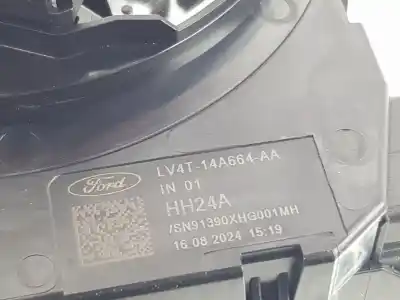 Ford
LV4T-14A664-AA
IN 01
HH24A
/SN91390XHG001MH
16.08.2024 15:19